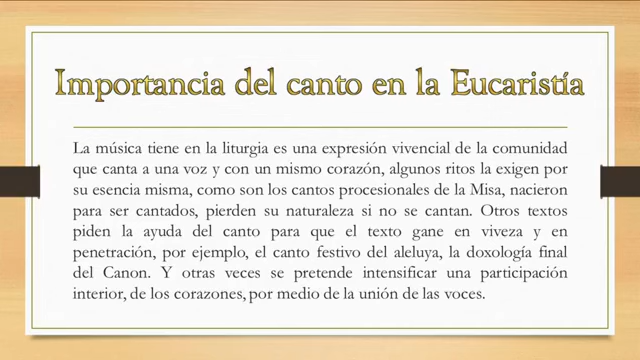 Importancia del canto en la Eucaristía
La música tiene en la liturgia es una expresión vivencial de la comunidad
que canta a una voz y con un mismo corazón, algunos ritos la exigen por
su esencia misma, como son los cantos procesionales de la Misa, nacieron
para ser cantados, pierden su naturaleza si no se cantan. Otros textos
piden la ayuda del canto para que el texto gane en viveza y en
penetración, por ejemplo, el canto festivo del aleluya, la doxología final
del Canon. Y otras veces se pretende intensificar una participación
interior, de los corazones, por medio de la unión de las voces.